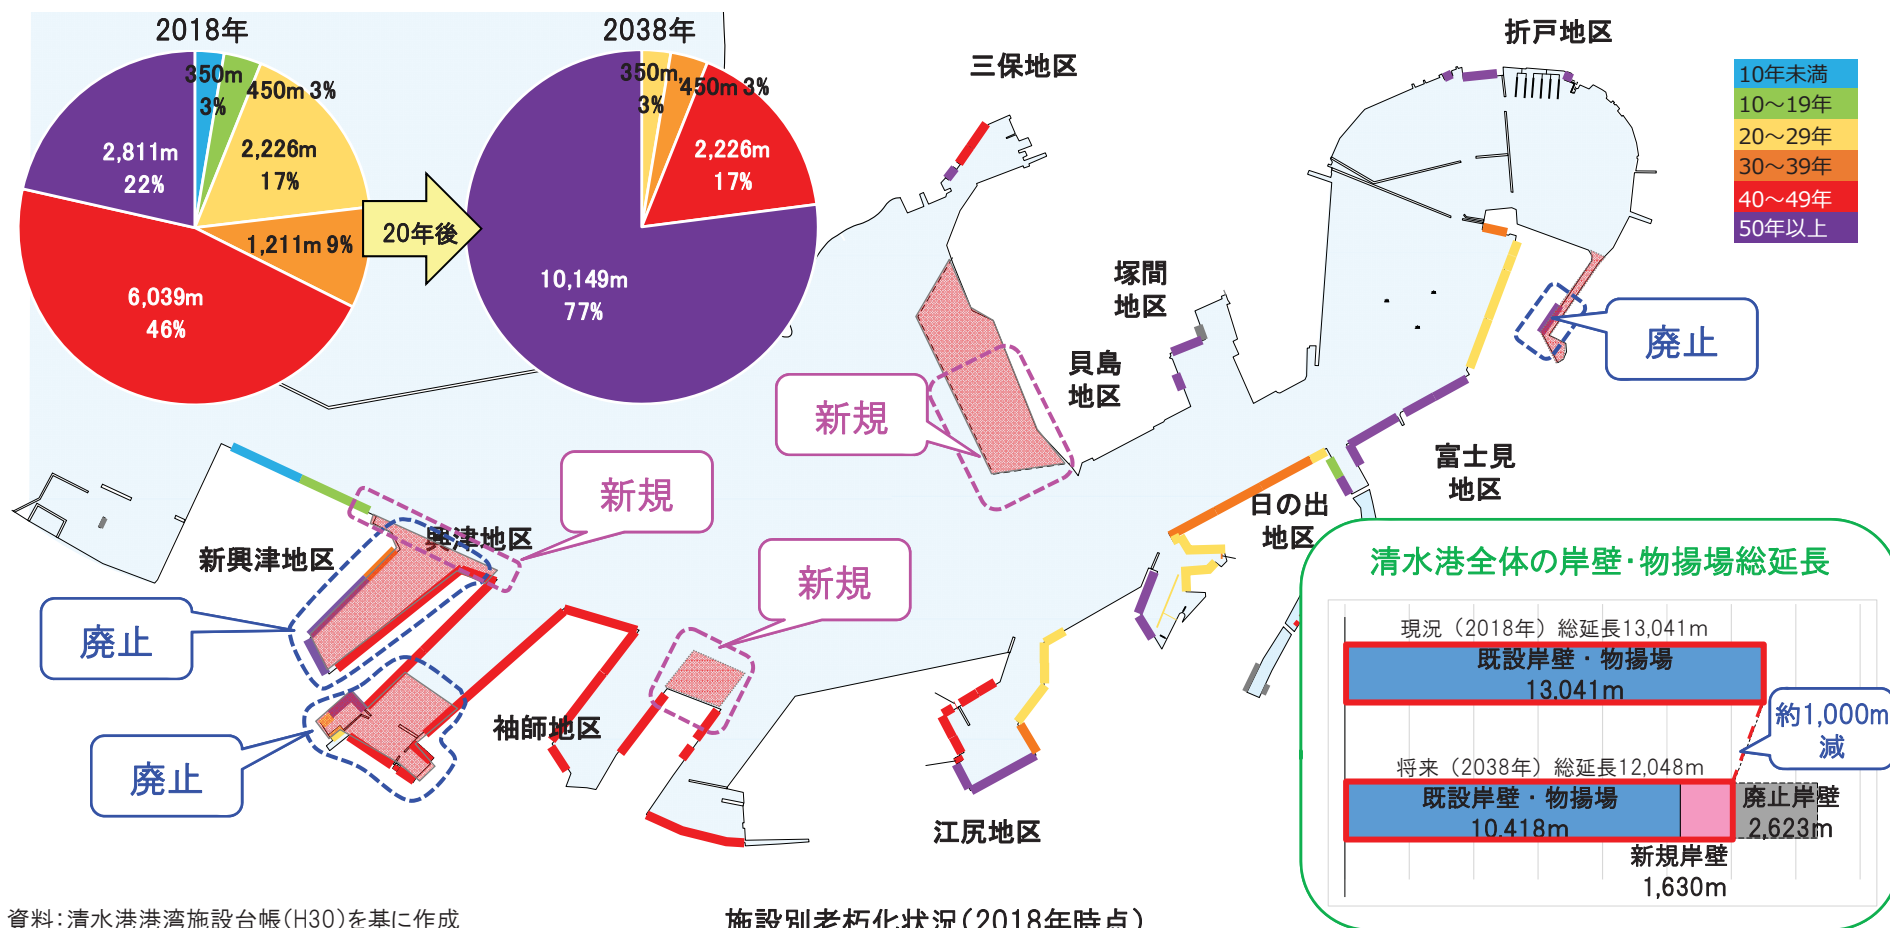 2018年
350m
3%
450m 3%
2,226m
17%
1,211m 9%
6,039m
46%
2,811m
22%
20年後
2038年
350m
3%
450m 3%
2,226m
17%
10,149m
77%
三保地区
折戸地区
10年未満
10～19年
20～29年
30～39年
40～49年
50年以上
塚間
地区
貝島
地区
新規
廃止
富士見
地区
日の出
地区
新規
興津地区
新興津地区
廃止
新規
廃止
袖師地区
江尻地区
清水港全体の岸壁･物揚場総延長
現況（2018年）総延長13,041m
既設岸壁・物揚場
13,041m
約1,000m
減
将来（2038年）総延長12,048m
既設岸壁・物揚場
10,418m
廃止岸壁
2,623m
新規岸壁
1,630m
資料:清水港港湾施設台帳(H30)を基に作成
施設別老朽化状況(2018年時点)